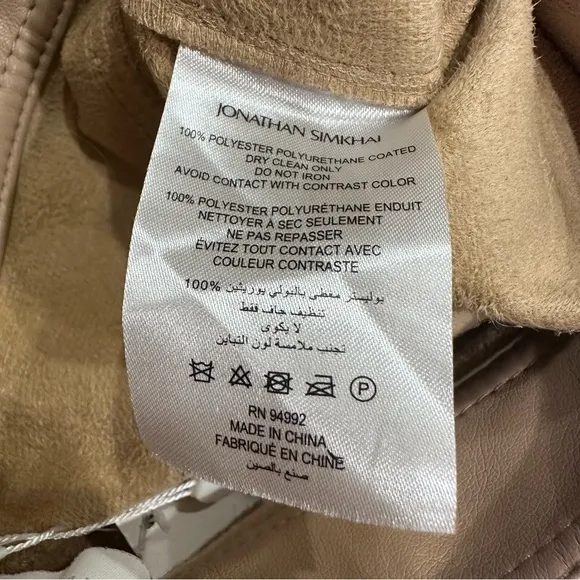 JONATHAN SIMKHAI
100% POLYESTER POLYURETHANE COATED
DRY CLEAN ONLY
DO NOT IRON
AVOID CONTACT WITH CONTRAST COLOR
100% POLYESTER POLYURÉTHANE ENDUIT
NETTOYER À SEC SEULEMENT
NE PAS REPASSER
ÉVITEZ TOUT CONTACT AVEC
COULEUR CONTRASTE
بوليستر مغطى بالبولي يوريثين %100
تنظيف جاف فقط
لا يكوى
تجنب ملامسة لون التباين
P
RN 94992
MADE IN CHINA
FABRIQUÉ EN CHINE
صنع بالصين